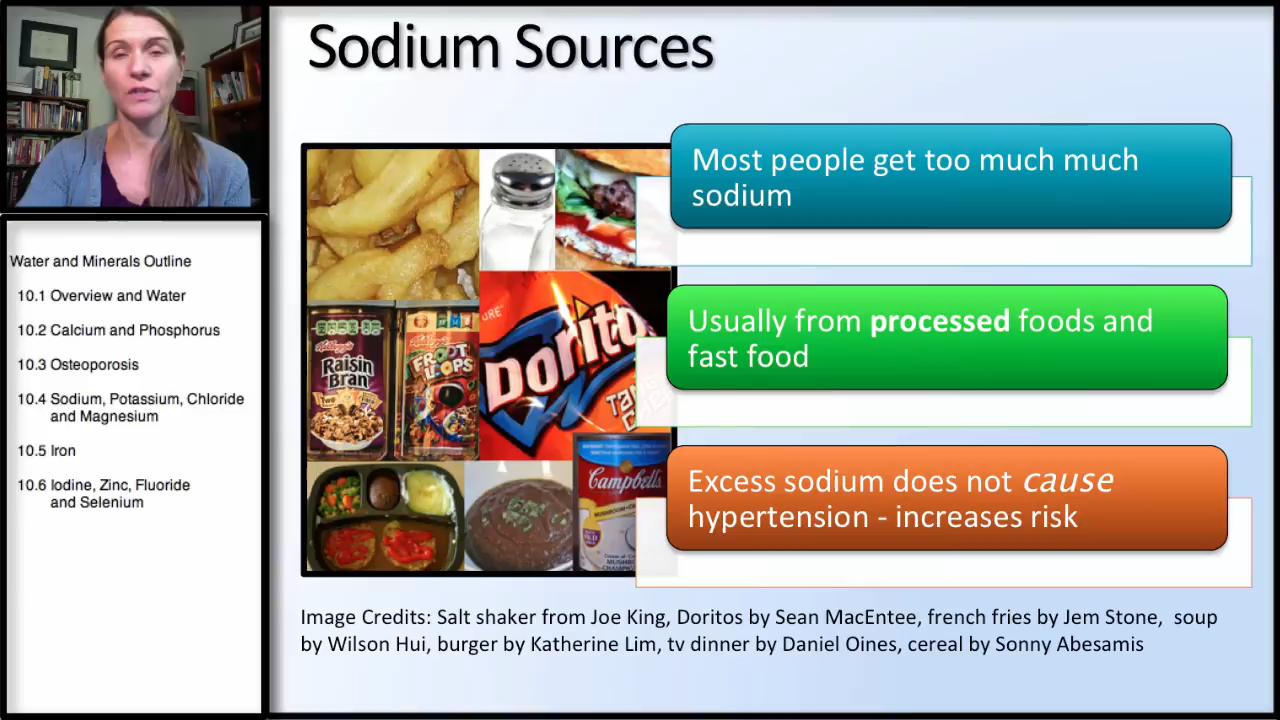 Sodium Sources
Most people get too much much
sodium
Usually from processed foods and
fast food
Excess sodium does not cause
hypertension - increases risk
Water and Minerals Outline
10.1 Overview and Water
10.2 Calcium and Phosphorus
10.3 Osteoporosis
10.4 Sodium, Potassium, Chloride
and Magnesium
10.5 Iron
10.6 Iodine, Zinc, Fluoride
and Selenium
Kellogg's
Raisin
Bran
Kellogg's
FROOT
LOOPS
Doritos
Campbell's
Image Credits: Salt shaker from Joe King, Doritos by Sean MacEntee, french fries by Jem Stone, soup
by Wilson Hui, burger by Katherine Lim, tv dinner by Daniel Oines, cereal by Sonny Abesamis